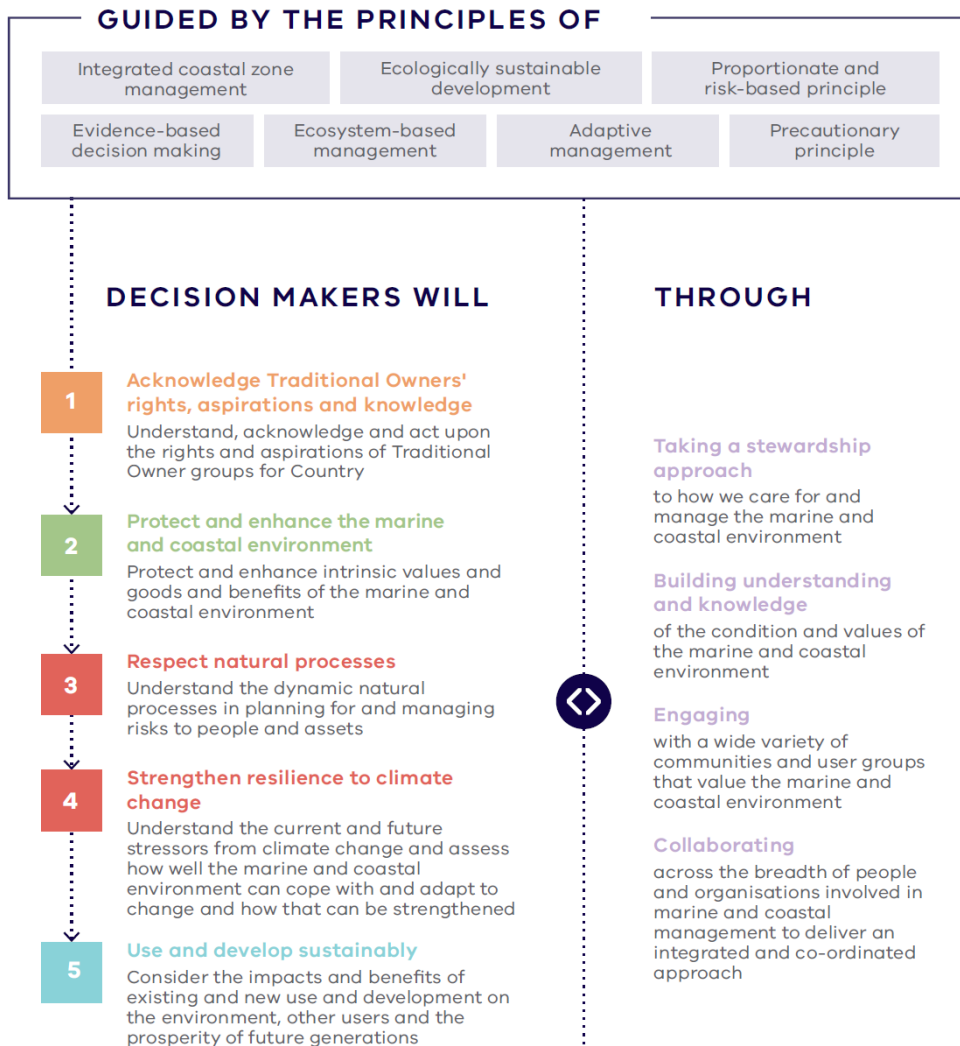 GUIDED BY THE PRINCIPLES OF
Integrated coastal zone
management
Ecologically sustainable
development
Proportionate and
risk-based principle
Evidence-based
decision making
Ecosystem-based
management
Adaptive
management
Precautionary
principle
DECISION MAKERS WILL
1
Acknowledge Traditional Owners'
rights, aspirations and knowledge
Understand, acknowledge and act upon
the rights and aspirations of Traditional
Owner groups for Country
2
Protect and enhance the marine
and coastal environment
Protect and enhance intrinsic values and
goods and benefits of the marine and
coastal environment
3
Respect natural processes
Understand the dynamic natural
processes in planning for and managing
risks to people and assets
4
Strengthen resilience to climate
change
Understand the current and future
stressors from climate change and assess
how well the marine and coastal
environment can cope with and adapt to
change and how that can be strengthened
5
Use and develop sustainably
Consider the impacts and benefits of
existing and new use and development on
the environment, other users and the
prosperity of future generations
THROUGH
Taking a stewardship
approach
to how we care for and
manage the marine and
coastal environment
Building understanding
and knowledge
of the condition and values of
the marine and coastal
environment
Engaging
with a wide variety of
communities and user groups
that value the marine and
coastal environment
Collaborating
across the breadth of people
and organisations involved in
marine and coastal
management to deliver an
integrated and co-ordinated
approach